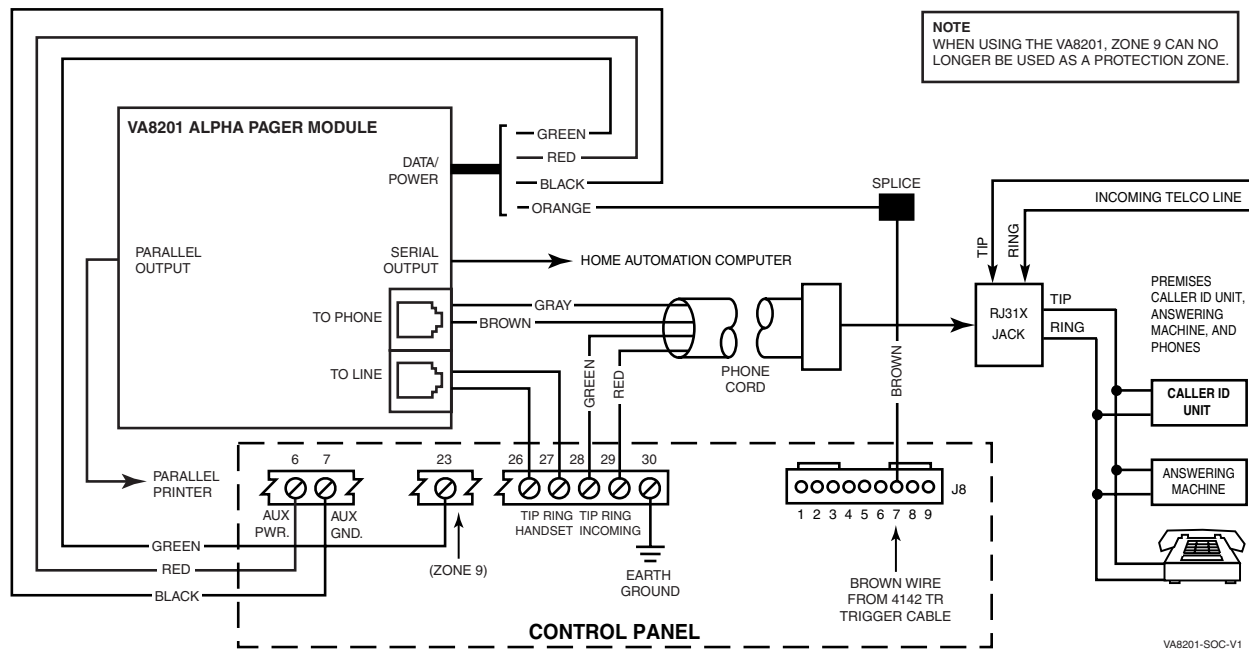 NOTE
WHEN USING THE VA8201, ZONE 9 CAN NO
LONGER BE USED AS A PROTECTION ZONE.
VA8201 ALPHA PAGER MODULE
DATA/
POWER
GREEN
RED
BLACK
ORANGE
SPLICE
INCOMING TELCO LINE
TIP
RING
PARALLEL
OUTPUT
SERIAL
OUTPUT
HOME AUTOMATION COMPUTER
TO PHONE
GRAY
BROWN
TO LINE
GREEN
RED
PHONE
CORD
BROWN
RJ31X
JACK
TIP
RING
PREMISES
CALLER ID UNIT,
ANSWERING
MACHINE, AND
PHONES
CALLER ID
UNIT
ANSWERING
MACHINE
PARALLEL
PRINTER
6 7
AUX
PWR.
AUX
GND.
23
(ZONE 9)
26 27 28 29 30
TIP RING TIP RING
HANDSET INCOMING
EARTH
GROUND
J8
1 2 3 4 5 6 7 8 9
BROWN WIRE
FROM 4142 TR
TRIGGER CABLE
GREEN
RED
BLACK
CONTROL PANEL
VA8201-SOC-V1